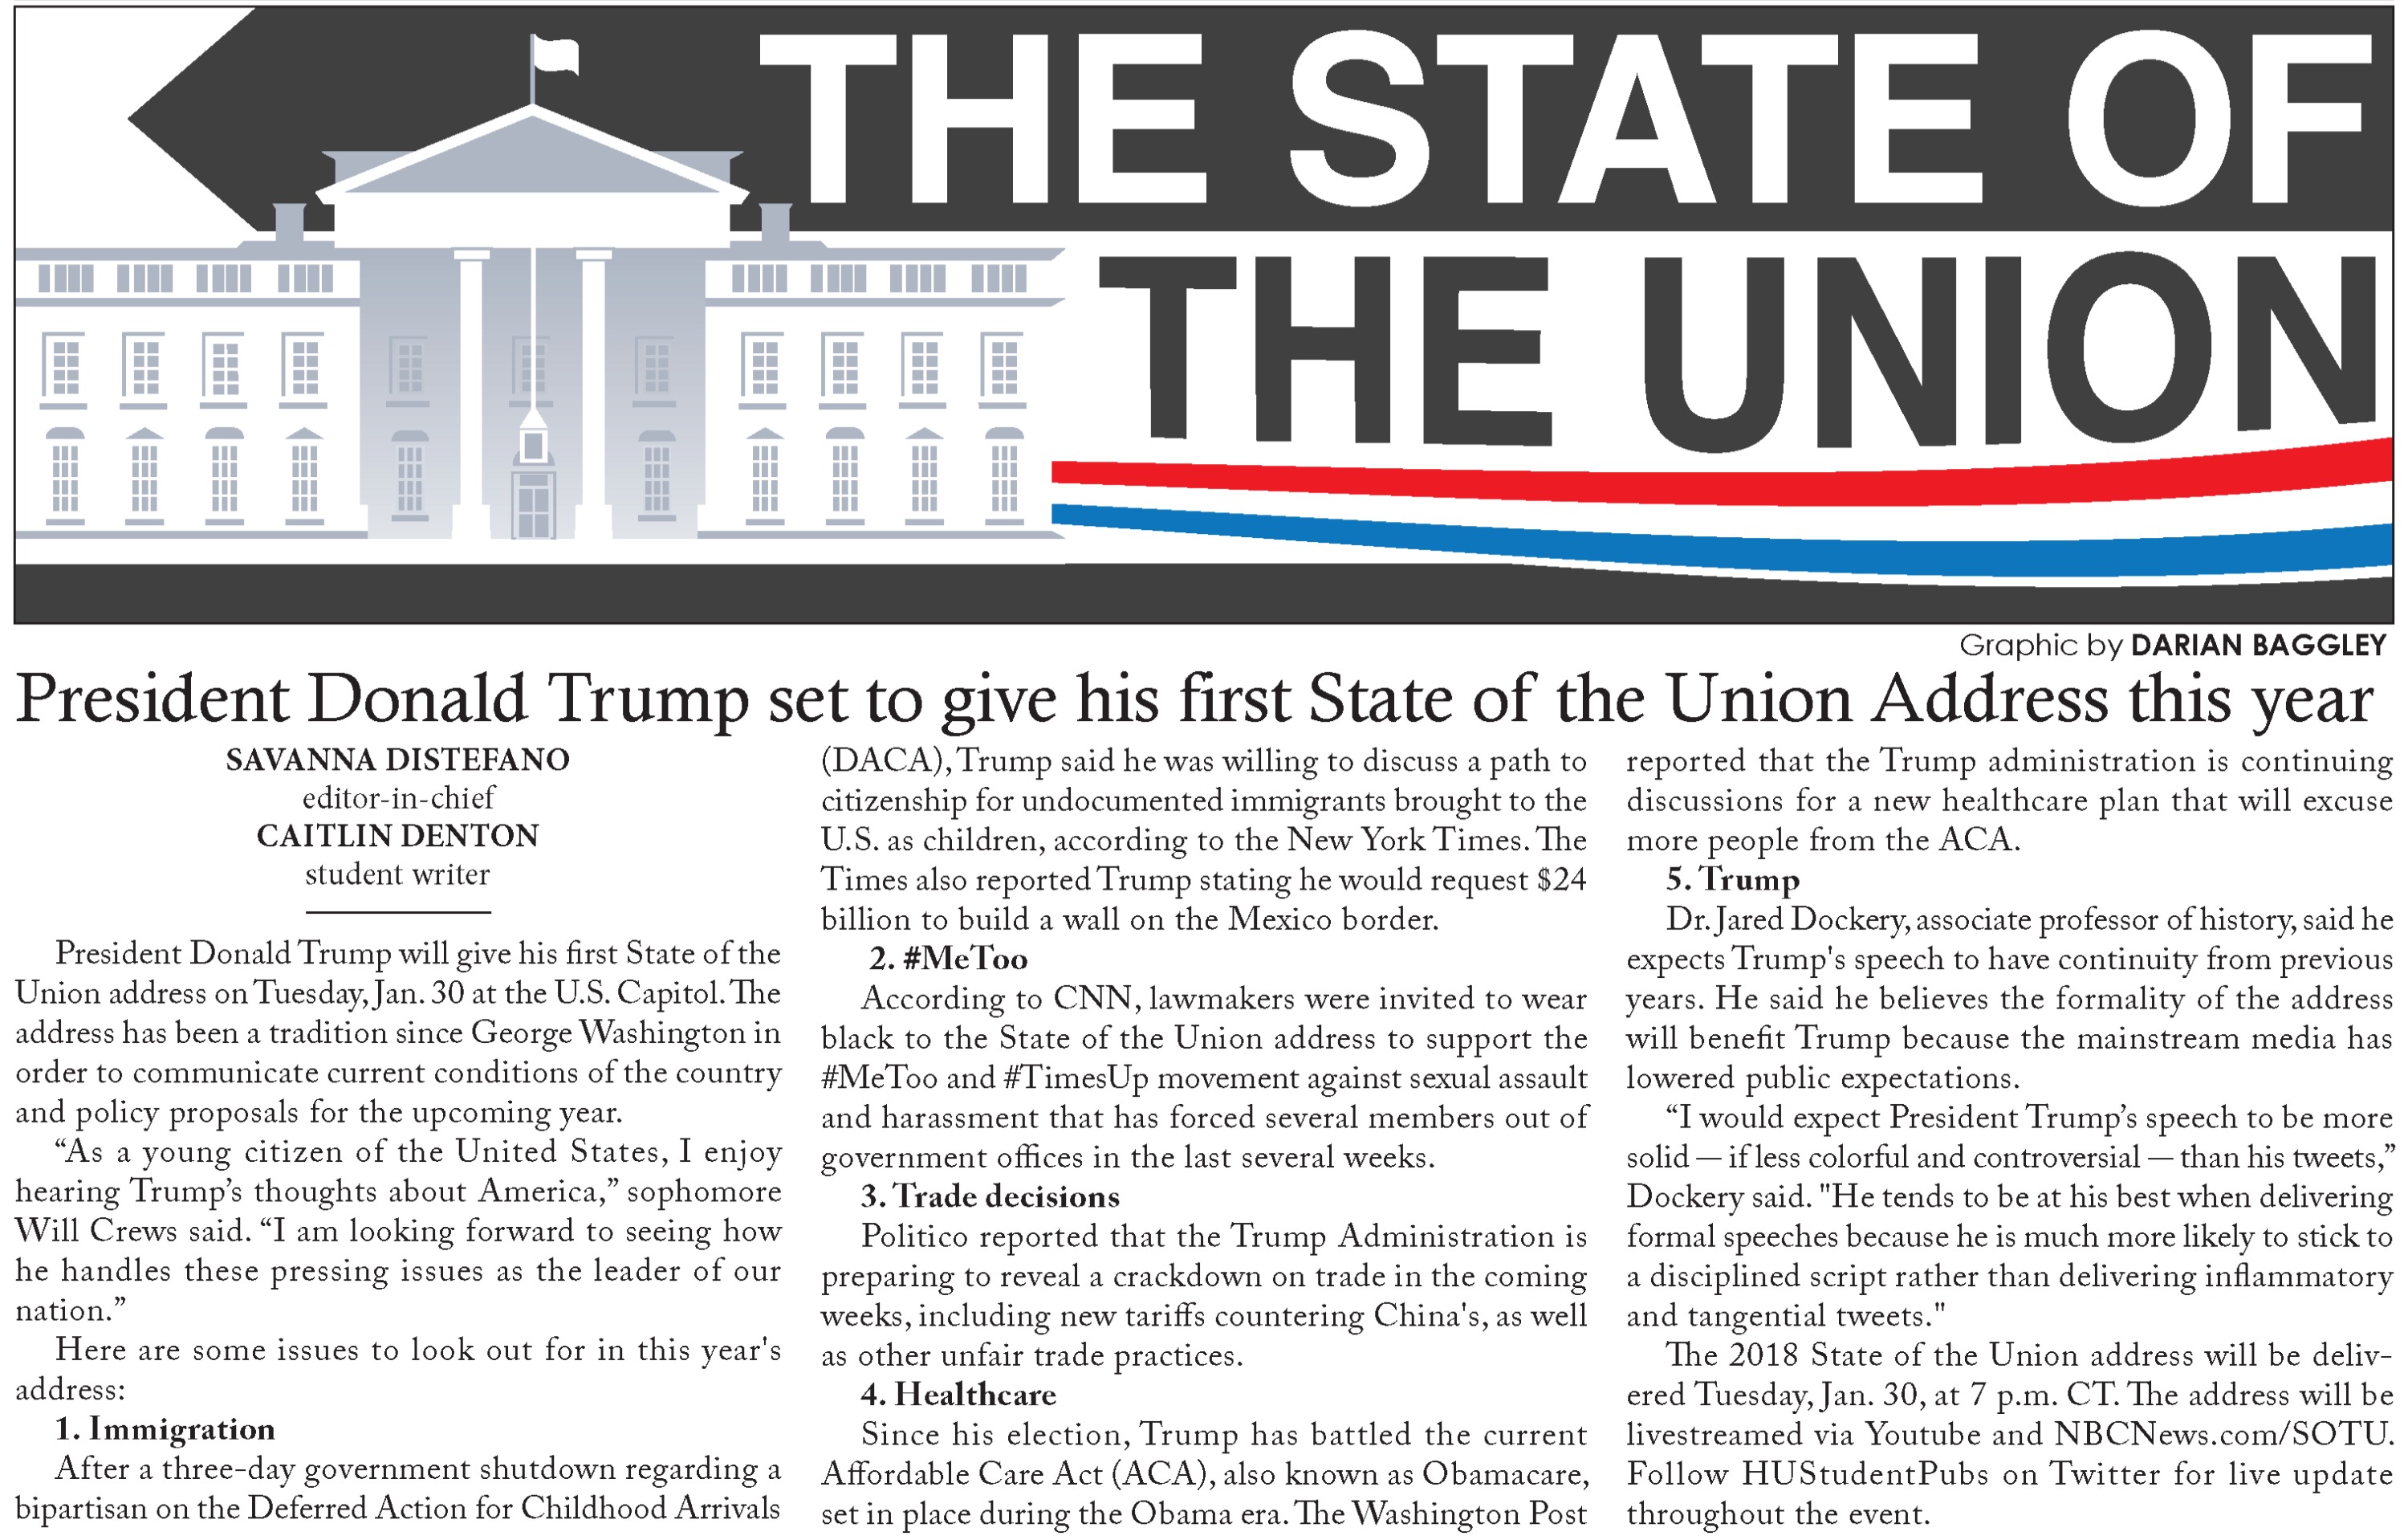 THE STATE OF
THE UNION
Graphic by DARIAN BAGGLEY
President Donald Trump set to give his first State of the Union Address this year
SAVANNA DISTEFANO
editor-in-chief
CAITLIN DENTON
student writer
President Donald Trump will give his first State of the
Union address on Tuesday, Jan. 30 at the U.S. Capitol. The
address has been a tradition since George Washington in
order to communicate current conditions of the country
and policy proposals for the upcoming year.
“As a young citizen of the United States, I enjoy
hearing Trump’s thoughts about America,” sophomore
Will Crews said. “I am looking forward to seeing how
he handles these pressing issues as the leader of our
nation.”
Here are some issues to look out for in this year's
address:
1. Immigration
After a three-day government shutdown regarding a
bipartisan on the Deferred Action for Childhood Arrivals
(DACA), Trump said he was willing to discuss a path to
citizenship for undocumented immigrants brought to the
U.S. as children, according to the New York Times. The
Times also reported Trump stating he would request $24
billion to build a wall on the Mexico border.
2. #MeToo
According to CNN, lawmakers were invited to wear
black to the State of the Union address to support the
#MeToo and #TimesUp movement against sexual assault
and harassment that has forced several members out of
government offices in the last several weeks.
3. Trade decisions
Politico reported that the Trump Administration is
preparing to reveal a crackdown on trade in the coming
weeks, including new tariffs countering China's, as well
as other unfair trade practices.
4. Healthcare
Since his election, Trump has battled the current
Affordable Care Act (ACA), also known as Obamacare,
set in place during the Obama era. The Washington Post
reported that the Trump administration is continuing
discussions for a new healthcare plan that will excuse
more people from the ACA.
5. Trump
Dr. Jared Dockery, associate professor of history, said he
expects Trump's speech to have continuity from previous
years. He said he believes the formality of the address
will benefit Trump because the mainstream media has
lowered public expectations.
“I would expect President Trump’s speech to be more
solid — if less colorful and controversial — than his tweets,”
Dockery said. "He tends to be at his best when delivering
formal speeches because he is much more likely to stick to
a disciplined script rather than delivering inflammatory
and tangential tweets."
The 2018 State of the Union address will be deliv-
ered Tuesday, Jan. 30, at 7 p.m. CT. The address will be
livestreamed via Youtube and NBCNews.com/SOTU.
Follow HUStudentPubs on Twitter for live update
throughout the event.